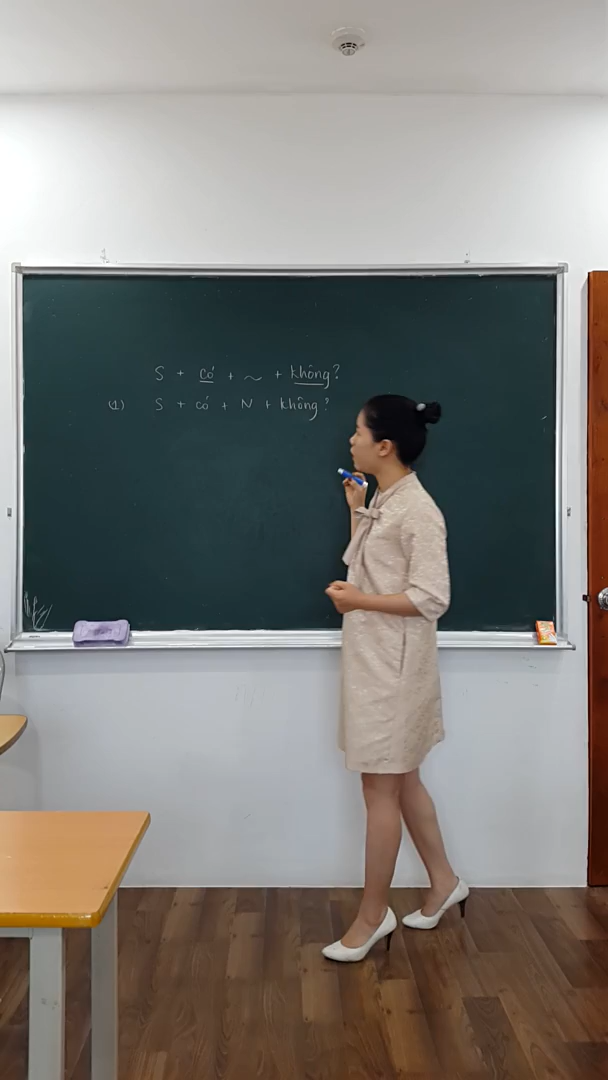 S + có + ~ + không?
(1) S + có + N + không?